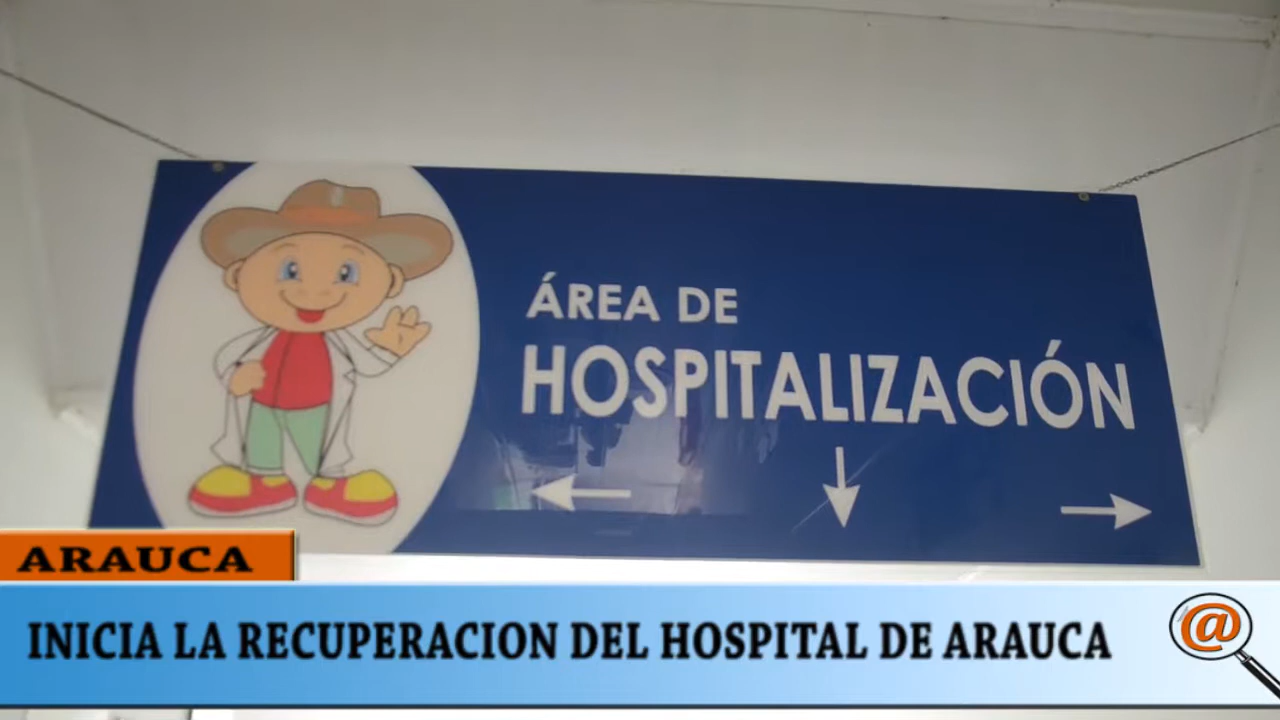 ÁREA DE
HOSPITALIZACIÓN
ARAUCA
INICIA LA RECUPERACION DEL HOSPITAL DE ARAUCA
@